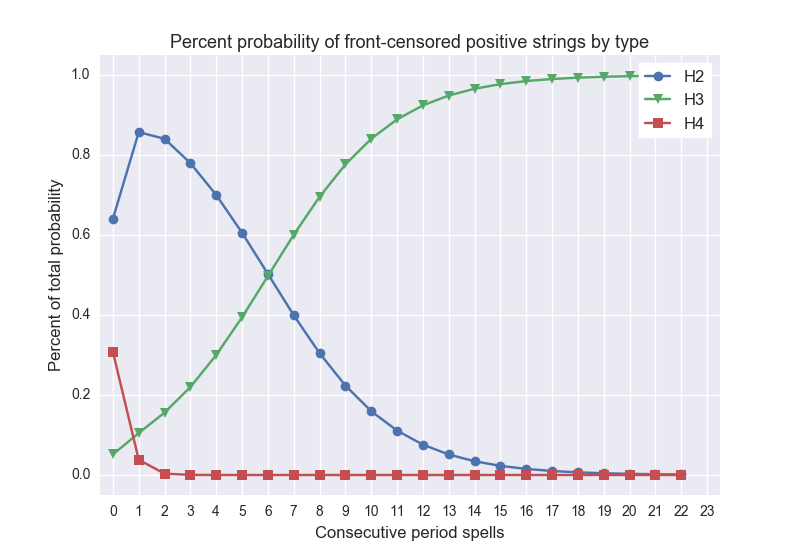 Percent probability of front-censored positive strings by type
1.0
0.8
0.6
0.4
0.2
0.0
Percent of total probability
H2
H3
H4
0 1 2 3 4 5 6 7 8 9 10 11 12 13 14 15 16 17 18 19 20 21 22 23
Consecutive period spells